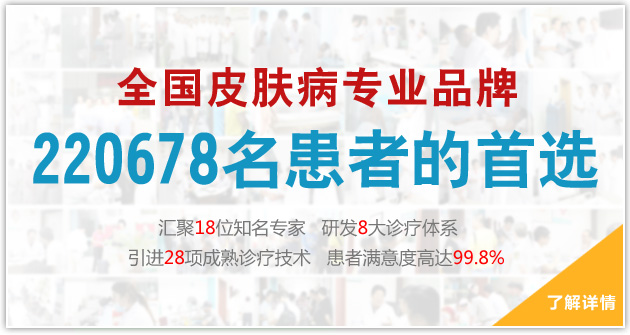 全国皮肤病专业品牌
220678名患者的首选
汇聚18位知名专家 研发8大诊疗体系
引进28项成熟诊疗技术 患者满意度高达99.8%
了解详情